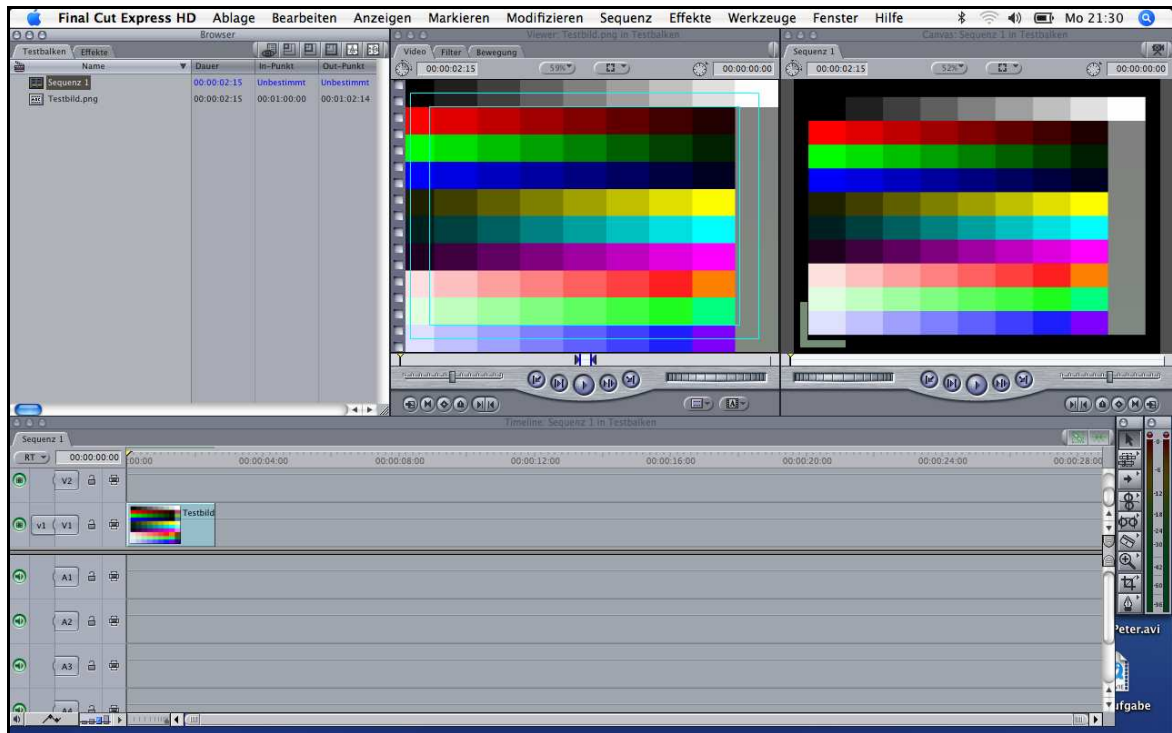 Final Cut Express HD Ablage Bearbeiten Anzeigen Markieren Modifizieren Sequenz Effekte Werkzeuge Fenster Hilfe Mo 21:30
Browser
Testbalken Effekte
Name Dauer In-Punkt Out-Punkt
Sequenz 1 00:00:02:15 Unbestimmt Unbestimmt
Testbild.png 00:00:02:15 00:01:00:00 00:01:02:14
Viewer: Testbild.png in Testbalken
Video Filter Bewegung
00:00:02:15 59% 00:00:00:00
Canvas: Sequenz 1 in Testbalken
Sequenz 1
00:00:02:15 52% 00:00:00:00
Timeline: Sequenz 1 in Testbalken
Sequenz 1
RT 00:00:00:00 00:00 00:00:04:00 00:00:08:00 00:00:12:00 00:00:16:00 00:00:20:00 00:00:24:00 00:00:28:00
V2
v1 V1 Testbild
A1
A2
A3
A4
Peter.avi
ufgabe